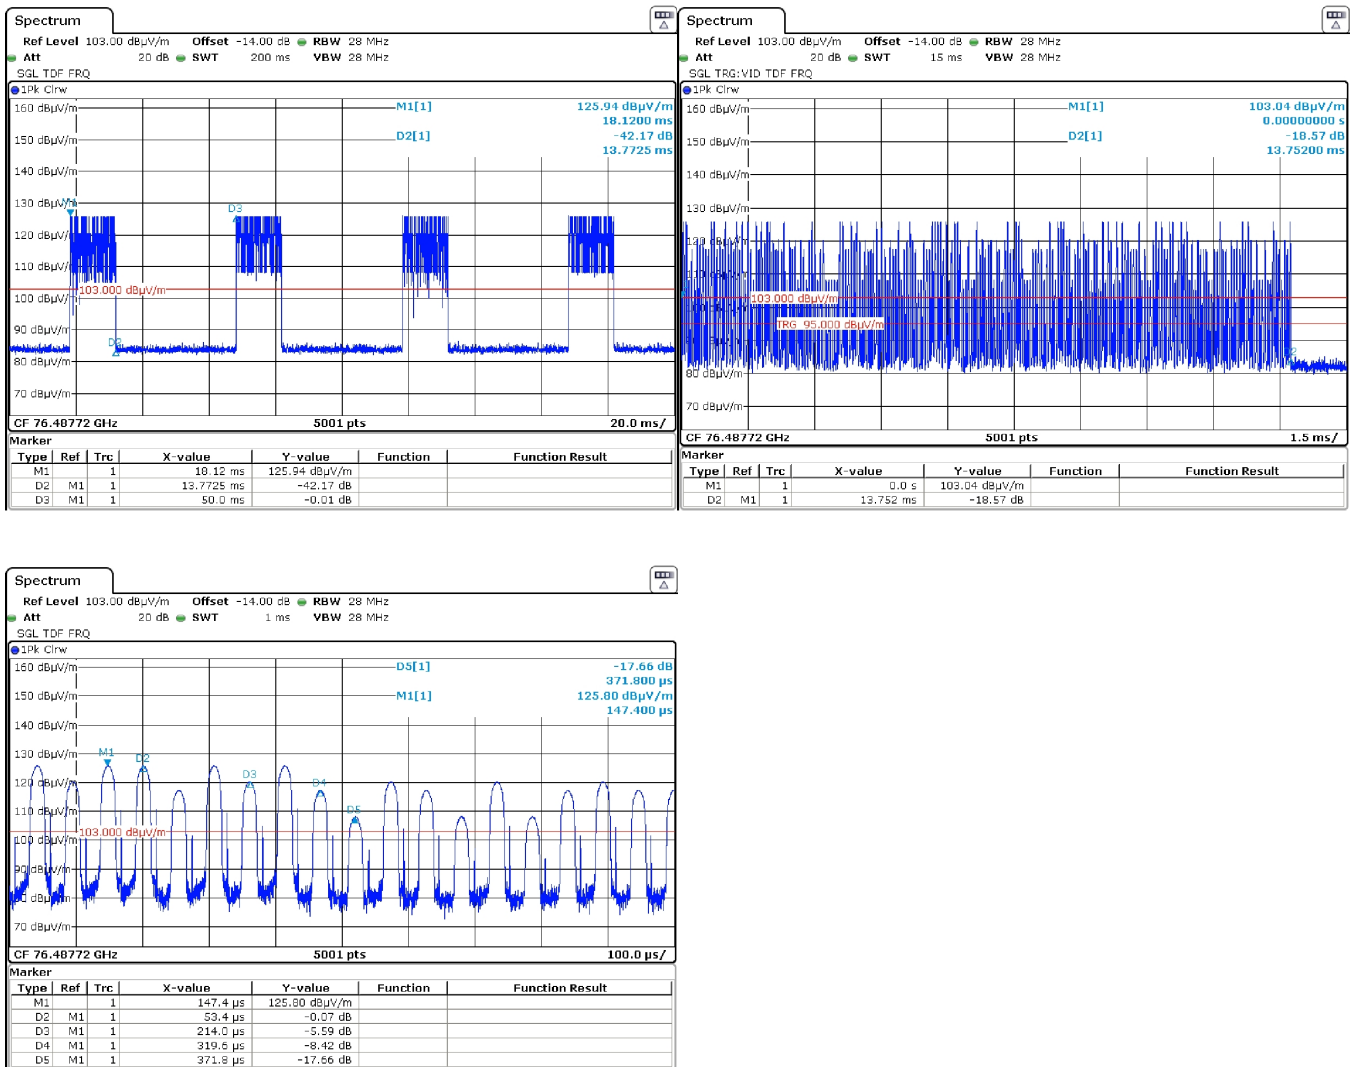 Spectrum
Ref Level 103.00 dBµV/m Offset -14.00 dB RBW 28 MHz
Att 20 dB SWT 200 ms VBW 28 MHz
SGL TDF FRQ
1Pk Clrw
160 dBµV/m
M1[1] 125.94 dBµV/m
18.1200 ms
150 dBµV/m
D2[1] -42.17 dB
13.7725 ms
140 dBµV/m
130 dBµV/m
D3
120 dBµV/
110 dBµV/
103.000 dBµV/m
100 dBµV/
90 dBµV/m
80 dBµV/m
70 dBµV/m
CF 76.48772 GHz 5001 pts 20.0 ms/
Marker
Type Ref Trc X-value Y-value Function Function Result
M1 1 18.12 ms 125.94 dBµV/m
D2 M1 1 13.7725 ms -42.17 dB
D3 M1 1 50.0 ms -0.01 dB
Spectrum
Ref Level 103.00 dBµV/m Offset -14.00 dB RBW 28 MHz
Att 20 dB SWT 15 ms VBW 28 MHz
SGL TRG:VID TDF FRQ
1Pk Clrw
160 dBµV/m
M1[1] 103.04 dBµV/m
0.00000000 s
150 dBµV/m
D2[1] -18.57 dB
13.75200 ms
140 dBµV/m
130 dBµV/m
103.000 dBµV/m
TRG 95.000 dBµV/m
80 dBµV/m
70 dBµV/m
CF 76.48772 GHz 5001 pts 1.5 ms/
Marker
Type Ref Trc X-value Y-value Function Function Result
M1 1 0.0 s 103.04 dBµV/m
D2 M1 1 13.752 ms -18.57 dB
Spectrum
Ref Level 103.00 dBµV/m Offset -14.00 dB RBW 28 MHz
Att 20 dB SWT 1 ms VBW 28 MHz
SGL TDF FRQ
1Pk Clrw
160 dBµV/m
D5[1] -17.66 dB
371.800 µs
150 dBµV/m
M1[1] 125.80 dBµV/m
147.400 µs
140 dBµV/m
130 dBµV/m
M1 D2
D3
D4
120 dBµV/m
D5
110 dBµV/m
103.000 dBµV/m
100 dBµV/m
90 dBµV/m
80 dBµV/m
70 dBµV/m
CF 76.48772 GHz 5001 pts 100.0 µs/
Marker
Type Ref Trc X-value Y-value Function Function Result
M1 1 147.4 µs 125.80 dBµV/m
D2 M1 1 53.4 µs -0.07 dB
D3 M1 1 214.0 µs -5.59 dB
D4 M1 1 319.6 µs -8.42 dB
D5 M1 1 371.8 µs -17.66 dB